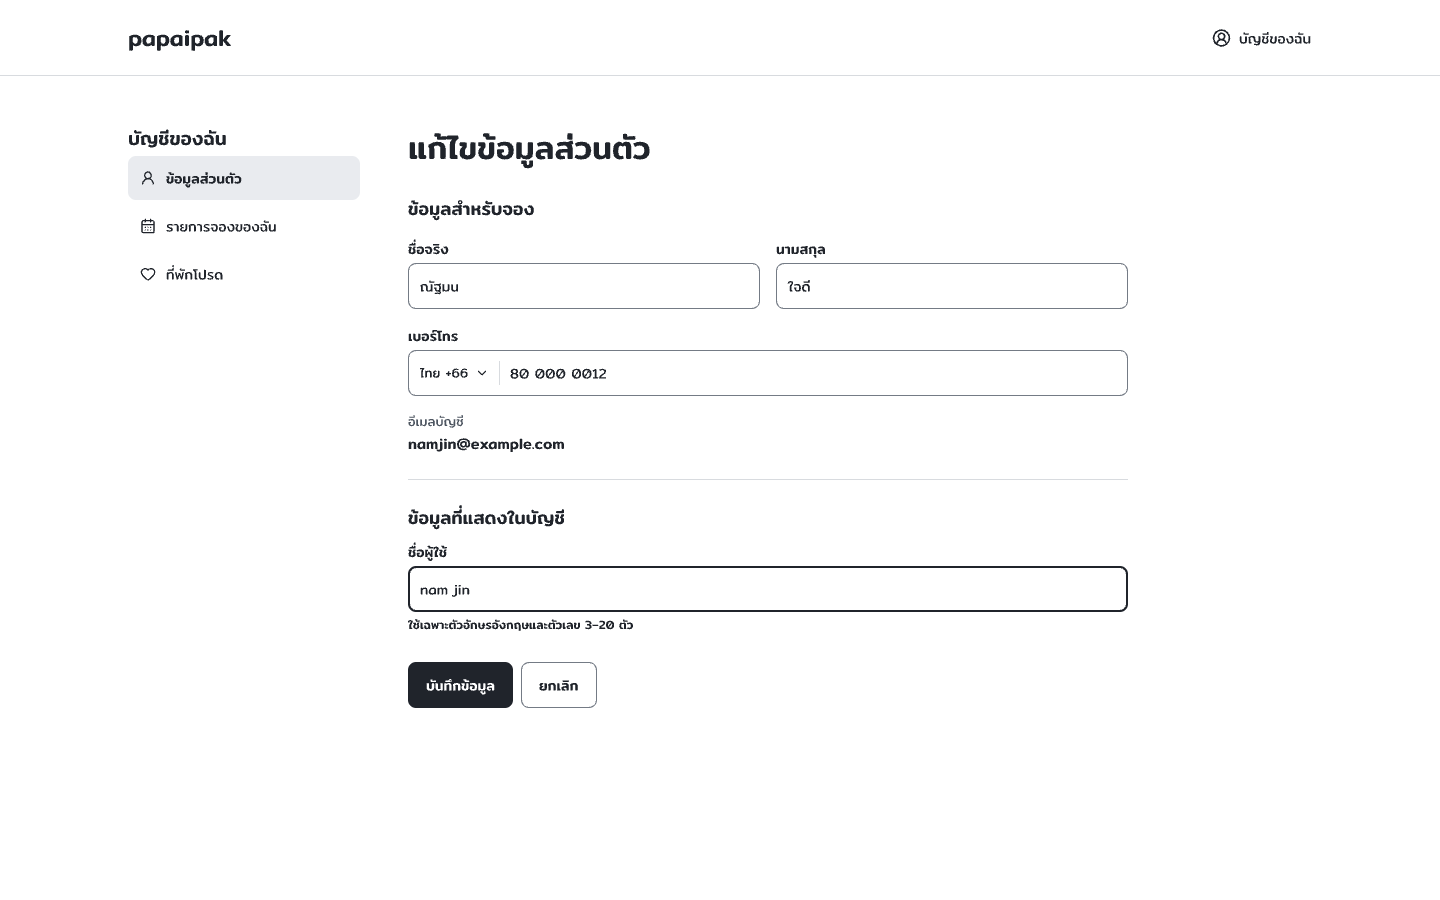 papaipak
บัญชีของฉัน
บัญชีของฉัน
ข้อมูลส่วนตัว
รายการจองของฉัน
ที่พักโปรด
แก้ไขข้อมูลส่วนตัว
ข้อมูลสำหรับจอง
ชื่อจริง
นามสกุล
ณัฐมน
ใจดี
เบอร์โทร
ไทย +66
80 000 0012
อีเมลบัญชี
namjin@example.com
ข้อมูลที่แสดงในบัญชี
ชื่อผู้ใช้
nam jin
ใช้เฉพาะตัวอักษรอังกฤษและตัวเลข 3–20 ตัว
บันทึกข้อมูล
ยกเลิก